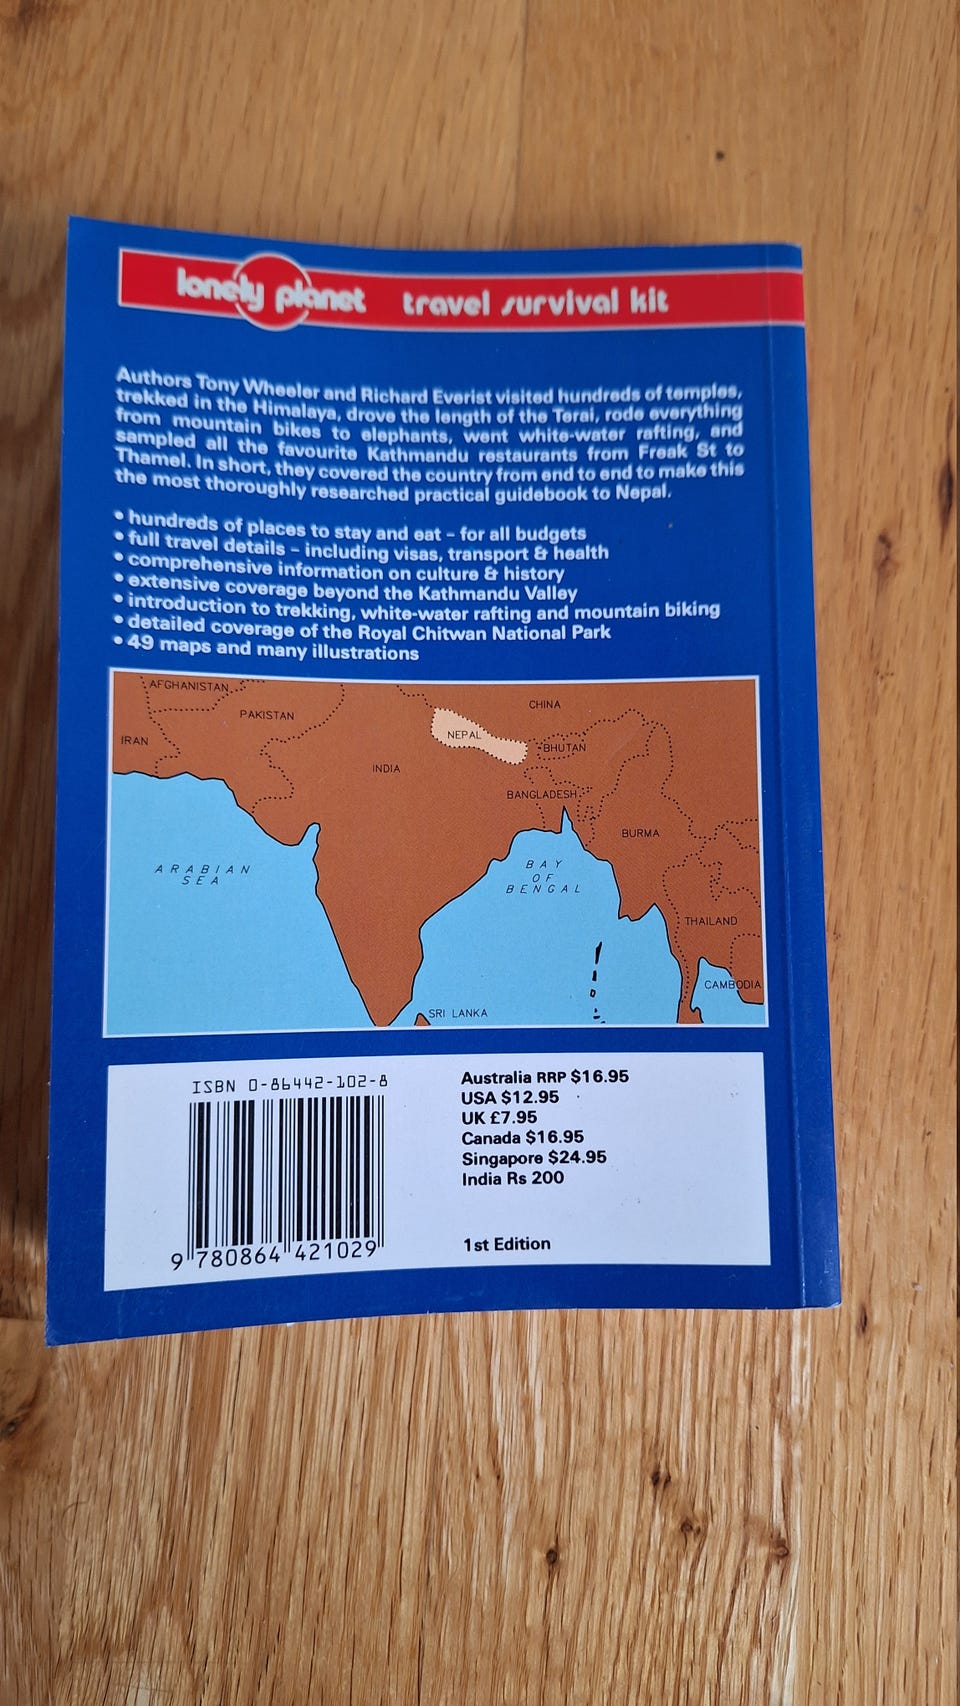 lonely planet travel survival kit
Authors Tony Wheeler and Richard Everist visited hundreds of temples,
trekked in the Himalaya, drove the length of the Terai, rode everything
from mountain bikes to elephants, went white-water rafting, and
sampled all the favourite Kathmandu restaurants from Freak St to
Thamel. In short, they covered the country from end to end to make this
the most thoroughly researched practical guidebook to Nepal.
• hundreds of places to stay and eat – for all budgets
• full travel details – including visas, transport & health
• comprehensive information on culture & history
• extensive coverage beyond the Kathmandu Valley
• introduction to trekking, white-water rafting and mountain biking
• detailed coverage of the Royal Chitwan National Park
• 49 maps and many illustrations
AFGHANISTAN
PAKISTAN
CHINA
IRAN
NEPAL
BHUTAN
INDIA
BANGLADESH
BURMA
ARABIAN
SEA
BAY
OF
BENGAL
THAILAND
CAMBODIA
SRI LANKA
ISBN 0-86442-102-8
9 780864 421029
Australia RRP $16.95
USA $12.95
UK £7.95
Canada $16.95
Singapore $24.95
India Rs 200
1st Edition